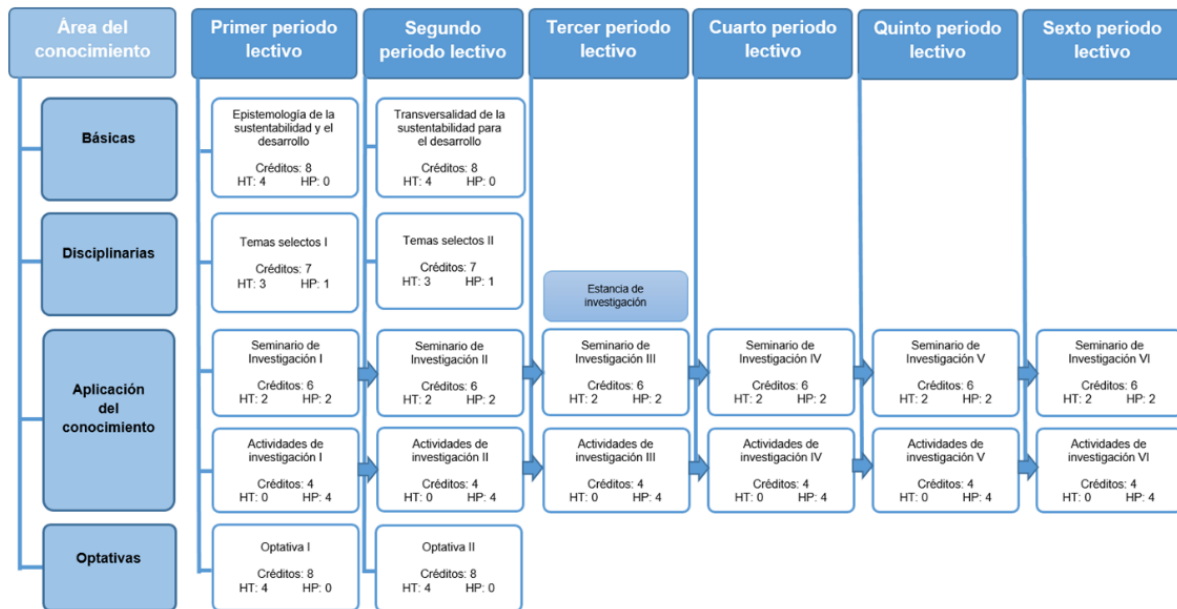 Área del
conocimiento
Primer periodo
lectivo
Segundo
periodo lectivo
Tercer periodo
lectivo
Cuarto periodo
lectivo
Quinto periodo
lectivo
Sexto periodo
lectivo
Básicas
Epistemología de la
sustentabilidad y el
desarrollo
Créditos: 8
HT: 4 HP: 0
Transversalidad de la
sustentabilidad para
el desarrollo
Créditos: 8
HT: 4 HP: 0
Disciplinarias
Temas selectos I
Créditos: 7
HT: 3 HP: 1
Temas selectos II
Créditos: 7
HT: 3 HP: 1
Estancia de
investigación
Aplicación
del
conocimiento
Seminario de
Investigación I
Créditos: 6
HT: 2 HP: 2
Seminario de
Investigación II
Créditos: 6
HT: 2 HP: 2
Seminario de
Investigación III
Créditos: 6
HT: 2 HP: 2
Seminario de
Investigación IV
Créditos: 6
HT: 2 HP: 2
Seminario de
Investigación V
Créditos: 6
HT: 2 HP: 2
Seminario de
Investigación VI
Créditos: 6
HT: 2 HP: 2
Actividades de
investigación I
Créditos: 4
HT: 0 HP: 4
Actividades de
investigación II
Créditos: 4
HT: 0 HP: 4
Actividades de
investigación III
Créditos: 4
HT: 0 HP: 4
Actividades de
investigación IV
Créditos: 4
HT: 0 HP: 4
Actividades de
investigación V
Créditos: 4
HT: 0 HP: 4
Actividades de
investigación VI
Créditos: 4
HT: 0 HP: 4
Optativas
Optativa I
Créditos: 8
HT: 4 HP: 0
Optativa II
Créditos: 8
HT: 4 HP: 0